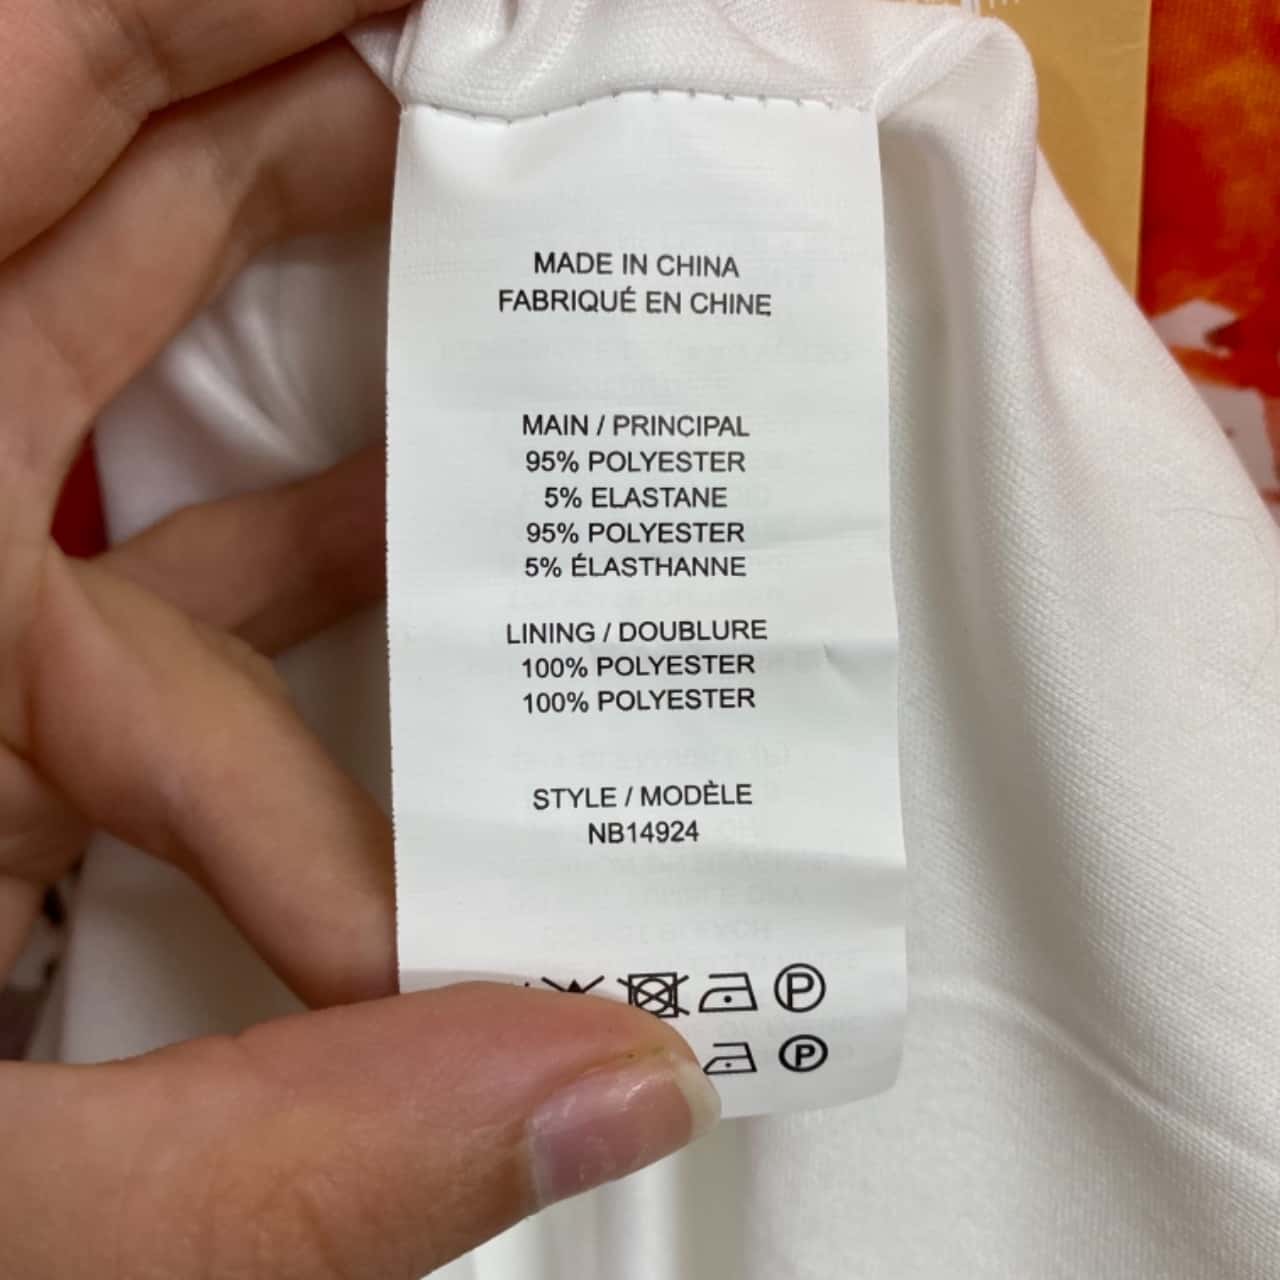 MADE IN CHINA
FABRIQUÉ EN CHINE
MAIN / PRINCIPAL
95% POLYESTER
5% ELASTANE
95% POLYESTER
5% ÉLASTHANNE
LINING / DOUBLURE
100% POLYESTER
100% POLYESTER
STYLE / MODÈLE
NB14924
P
P